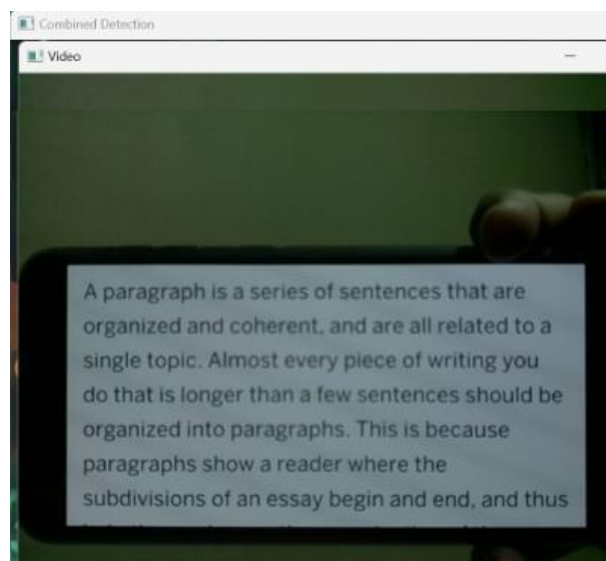 Combined Detection
Video
A paragraph is a series of sentences that are
organized and coherent, and are all related to a
single topic. Almost every piece of writing you
do that is longer than a few sentences should be
organized into paragraphs. This is because
paragraphs show a reader where the
subdivisions of an essay begin and end, and thus